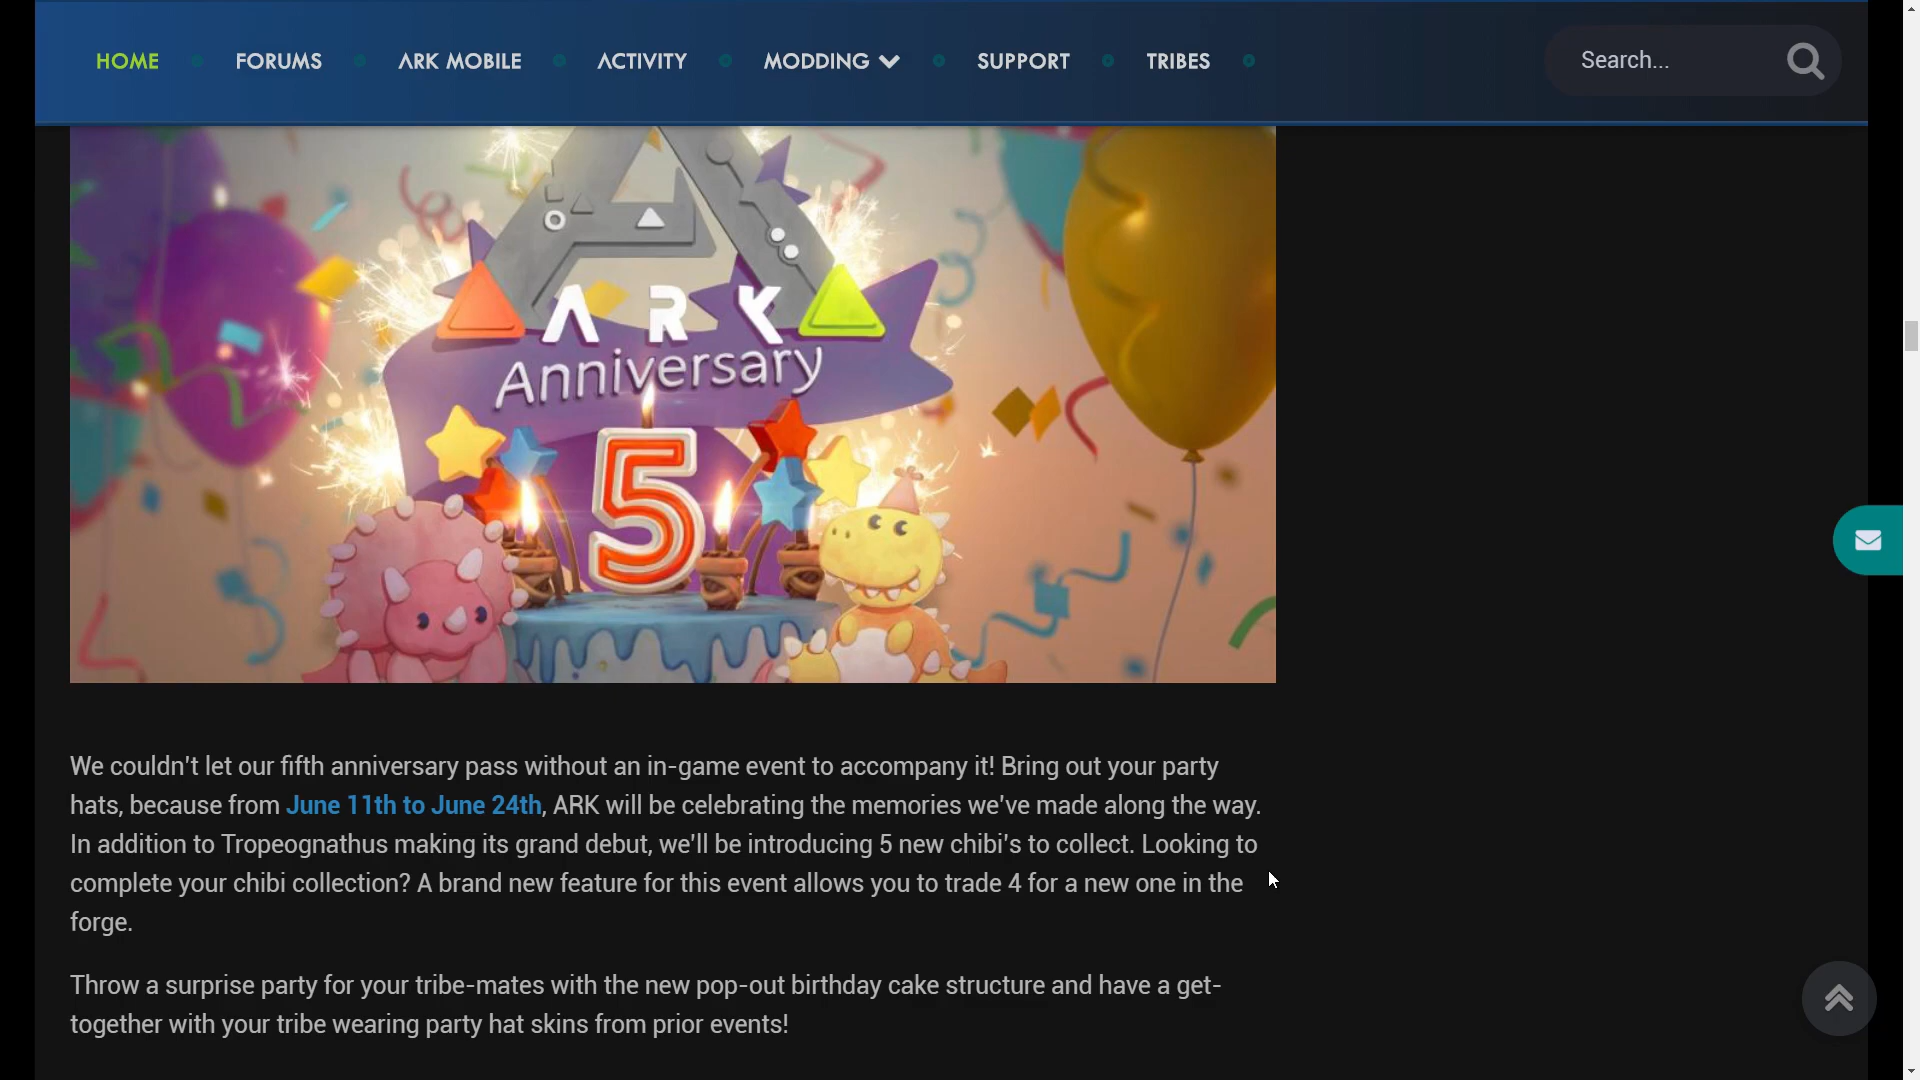 HOME FORUMS ARK MOBILE ACTIVITY MODDING SUPPORT TRIBES Search...
ARK
Anniversary
5
We couldn't let our fifth anniversary pass without an in-game event to accompany it! Bring out your party
hats, because from June 11th to June 24th, ARK will be celebrating the memories we've made along the way.
In addition to Tropeognathus making its grand debut, we'll be introducing 5 new chibi's to collect. Looking to
complete your chibi collection? A brand new feature for this event allows you to trade 4 for a new one in the
forge.
Throw a surprise party for your tribe-mates with the new pop-out birthday cake structure and have a get-
together with your tribe wearing party hat skins from prior events!